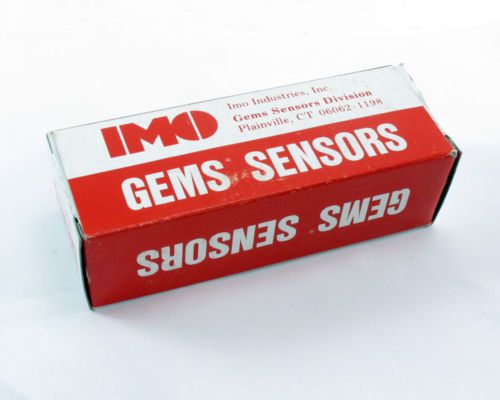 IMO
Imo Industries, Inc.
Gems Sensors Division
Plainville, CT 06062-1198
GEMS SENSORS
GEMS SENSORS